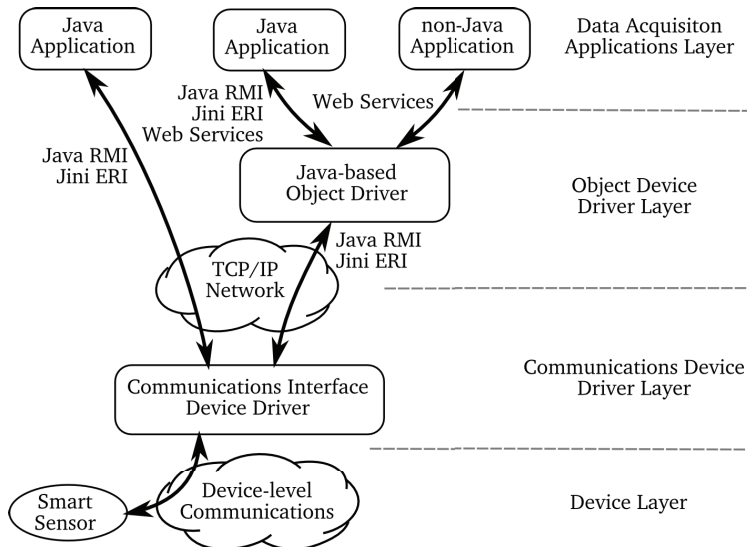 Java
Application
Java
Application
non-Java
Application
Data Acquisiton
Applications Layer
Java RMI
Jini ERI
Web Services
Web Services
Java RMI
Jini ERI
Java-based
Object Driver
Object Device
Driver Layer
Java RMI
Jini ERI
TCP/IP
Network
Communications Interface
Device Driver
Communications Device
Driver Layer
Smart
Sensor
Device-level
Communications
Device Layer